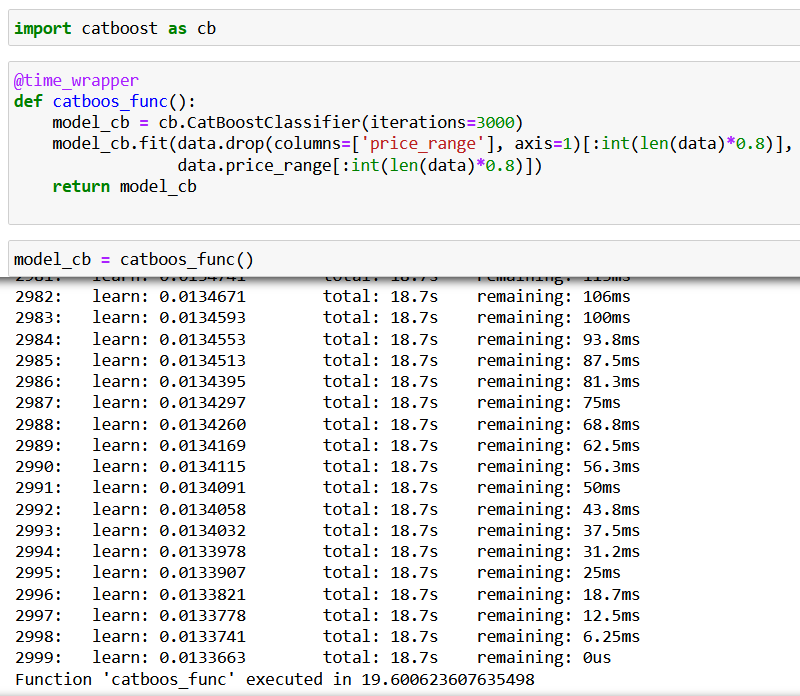 import catboost as cb
@time_wrapper
def catboos_func():
    model_cb = cb.CatBoostClassifier(iterations=3000)
    model_cb.fit(data.drop(columns=['price_range'], axis=1)[:int(len(data)*0.8)],
                 data.price_range[:int(len(data)*0.8)])
    return model_cb
model_cb = catboos_func()
2982:   learn: 0.0134671        total: 18.7s    remaining: 106ms
2983:   learn: 0.0134593        total: 18.7s    remaining: 100ms
2984:   learn: 0.0134553        total: 18.7s    remaining: 93.8ms
2985:   learn: 0.0134513        total: 18.7s    remaining: 87.5ms
2986:   learn: 0.0134395        total: 18.7s    remaining: 81.3ms
2987:   learn: 0.0134297        total: 18.7s    remaining: 75ms
2988:   learn: 0.0134260        total: 18.7s    remaining: 68.8ms
2989:   learn: 0.0134169        total: 18.7s    remaining: 62.5ms
2990:   learn: 0.0134115        total: 18.7s    remaining: 56.3ms
2991:   learn: 0.0134091        total: 18.7s    remaining: 50ms
2992:   learn: 0.0134058        total: 18.7s    remaining: 43.8ms
2993:   learn: 0.0134032        total: 18.7s    remaining: 37.5ms
2994:   learn: 0.0133978        total: 18.7s    remaining: 31.2ms
2995:   learn: 0.0133907        total: 18.7s    remaining: 25ms
2996:   learn: 0.0133821        total: 18.7s    remaining: 18.7ms
2997:   learn: 0.0133778        total: 18.7s    remaining: 12.5ms
2998:   learn: 0.0133741        total: 18.7s    remaining: 6.25ms
2999:   learn: 0.0133663        total: 18.7s    remaining: 0us
Function 'catboos_func' executed in 19.600623607635498